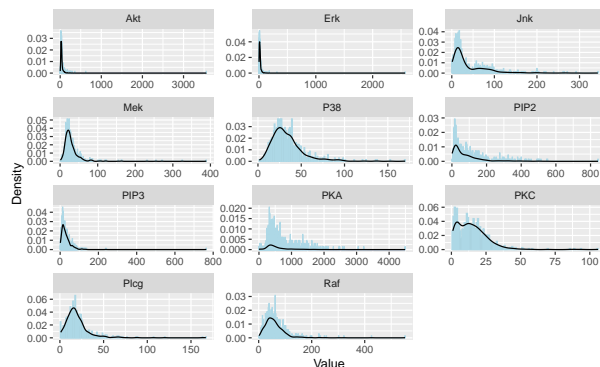 Akt
Erk
Jnk
0.03
0.02
0.01
0.00
0 1000 2000 3000
0.04
0.02
0.00
0 1000 2000
0.04
0.03
0.02
0.01
0.00
0 100 200 300
Mek
P38
PIP2
0.05
0.04
0.03
0.02
0.01
0.00
0 100 200 300 400
0.03
0.02
0.01
0.00
0 50 100 150
0.03
0.02
0.01
0.00
0 200 400 600 800
PIP3
PKA
PKC
0.04
0.02
0.00
0 200 400 600 800
0.020
0.015
0.010
0.005
0.000
0 1000 2000 3000 4000
0.06
0.04
0.02
0.00
0 25 50 75 100
Plcg
Raf
0.06
0.04
0.02
0.00
0 50 100 150
0.03
0.02
0.01
0.00
0 200 400
Density
Value